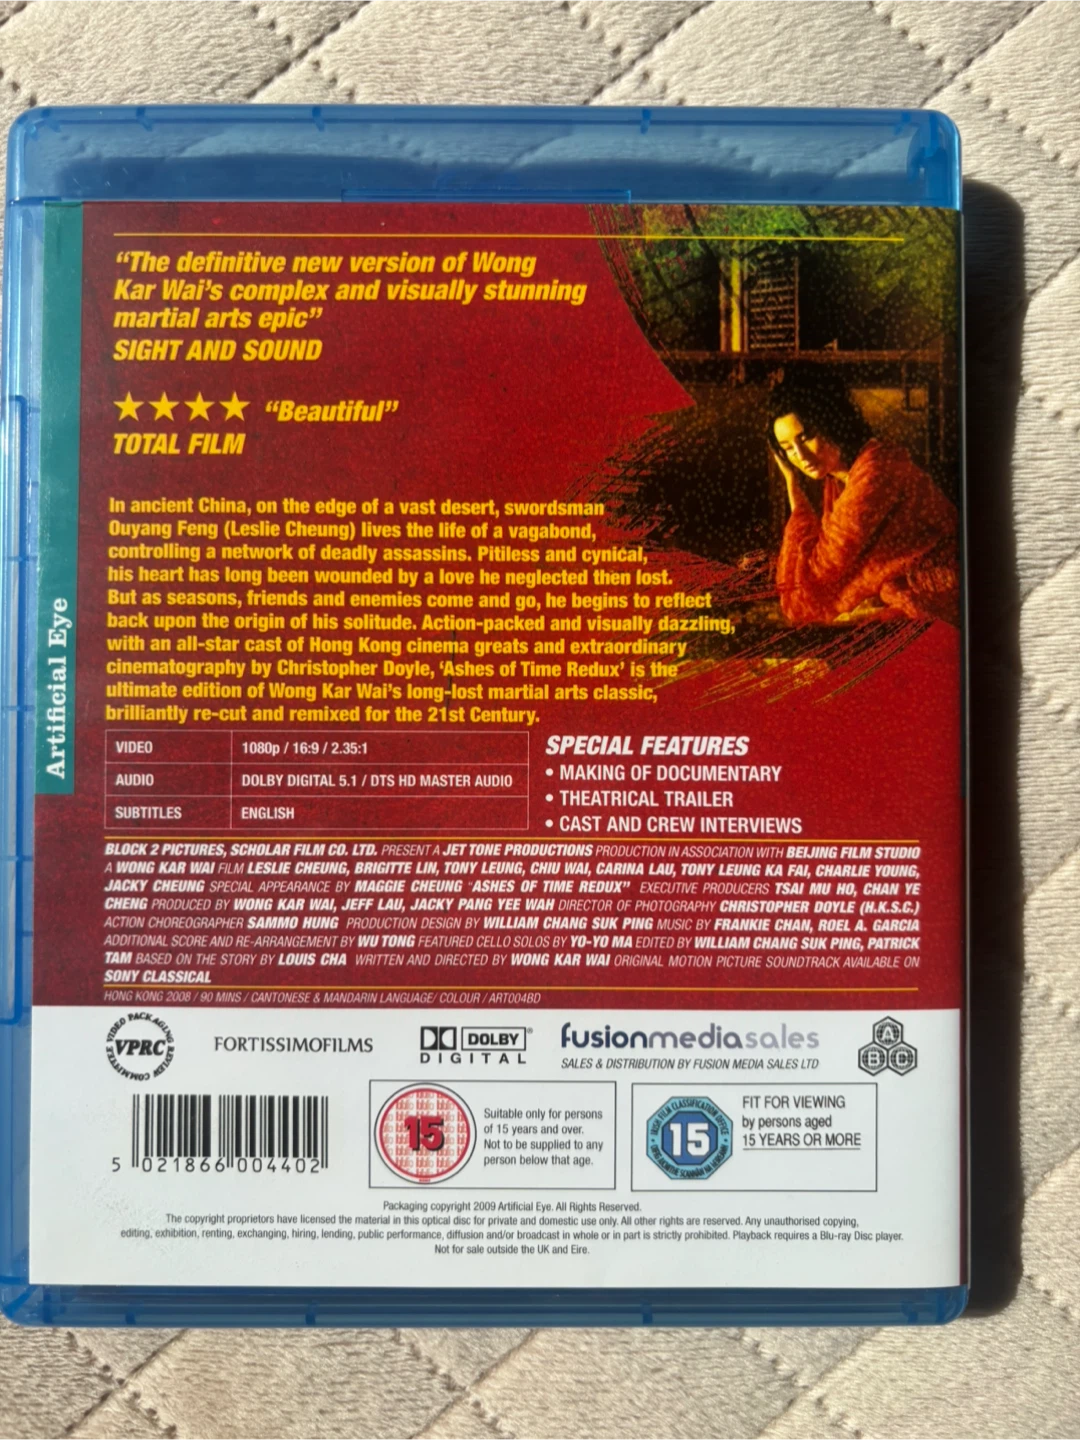 “The definitive new version of Wong
Kar Wai’s complex and visually stunning
martial arts epic”
SIGHT AND SOUND
“Beautiful”
TOTAL FILM
In ancient China, on the edge of a vast desert, swordsman
Ouyang Feng (Leslie Cheung) lives the life of a vagabond,
controlling a network of deadly assassins. Pitiless and cynical,
his heart has long been wounded by a love he neglected then lost.
But as seasons, friends and enemies come and go, he begins to reflect
back upon the origin of his solitude. Action-packed and visually dazzling,
with an all-star cast of Hong Kong cinema greats and extraordinary
cinematography by Christopher Doyle, ‘Ashes of Time Redux’ is the
ultimate edition of Wong Kar Wai’s long-lost martial arts classic,
brilliantly re-cut and remixed for the 21st Century.
Artificial Eye
VIDEO 1080p / 16:9 / 2.35:1
AUDIO DOLBY DIGITAL 5.1 / DTS HD MASTER AUDIO
SUBTITLES ENGLISH
SPECIAL FEATURES
• MAKING OF DOCUMENTARY
• THEATRICAL TRAILER
• CAST AND CREW INTERVIEWS
BLOCK 2 PICTURES, SCHOLAR FILM CO. LTD. PRESENT A JET TONE PRODUCTIONS PRODUCTION IN ASSOCIATION WITH BEIJING FILM STUDIO
A WONG KAR WAI FILM LESLIE CHEUNG, BRIGITTE LIN, TONY LEUNG, CHIU WAI, CARINA LAU, TONY LEUNG KA FAI, CHARLIE YOUNG,
JACKY CHEUNG SPECIAL APPEARANCE BY MAGGIE CHEUNG “ASHES OF TIME REDUX” EXECUTIVE PRODUCERS TSAI MU HO, CHAN YE
CHENG PRODUCED BY WONG KAR WAI, JEFF LAU, JACKY PANG YEE WAH DIRECTOR OF PHOTOGRAPHY CHRISTOPHER DOYLE (H.K.S.C.)
ACTION CHOREOGRAPHER SAMMO HUNG PRODUCTION DESIGN BY WILLIAM CHANG SUK PING MUSIC BY FRANKIE CHAN, ROEL A. GARCIA
ADDITIONAL SCORE AND RE-ARRANGEMENT BY WU TONG FEATURED CELLO SOLOS BY YO-YO MA EDITED BY WILLIAM CHANG SUK PING, PATRICK
TAM BASED ON THE STORY BY LOUIS CHA WRITTEN AND DIRECTED BY WONG KAR WAI ORIGINAL MOTION PICTURE SOUNDTRACK AVAILABLE ON
SONY CLASSICAL
HONG KONG 2008 / 90 MINS / CANTONESE & MANDARIN LANGUAGE/ COLOUR / ART004BD
VIDEO PACKAGING REVIEW COMMITTEE
VPRC
FORTISSIMOFILMS
DOLBY®
DIGITAL
fusionmediasales
SALES & DISTRIBUTION BY FUSION MEDIA SALES LTD
A
B C
5 021866 004402
15
Suitable only for persons
of 15 years and over.
Not to be supplied to any
person below that age.
IRISH FILM CLASSIFICATION OFFICE
15
FIT FOR VIEWING
by persons aged
15 YEARS OR MORE
Packaging copyright 2009 Artificial Eye. All Rights Reserved.
The copyright proprietors have licensed the material in this optical disc for private and domestic use only. All other rights are reserved. Any unauthorised copying,
editing, exhibition, renting, exchanging, hiring, lending, public performance, diffusion and/or broadcast in whole or in part is strictly prohibited. Playback requires a Blu-ray Disc player.
Not for sale outside the UK and Eire.